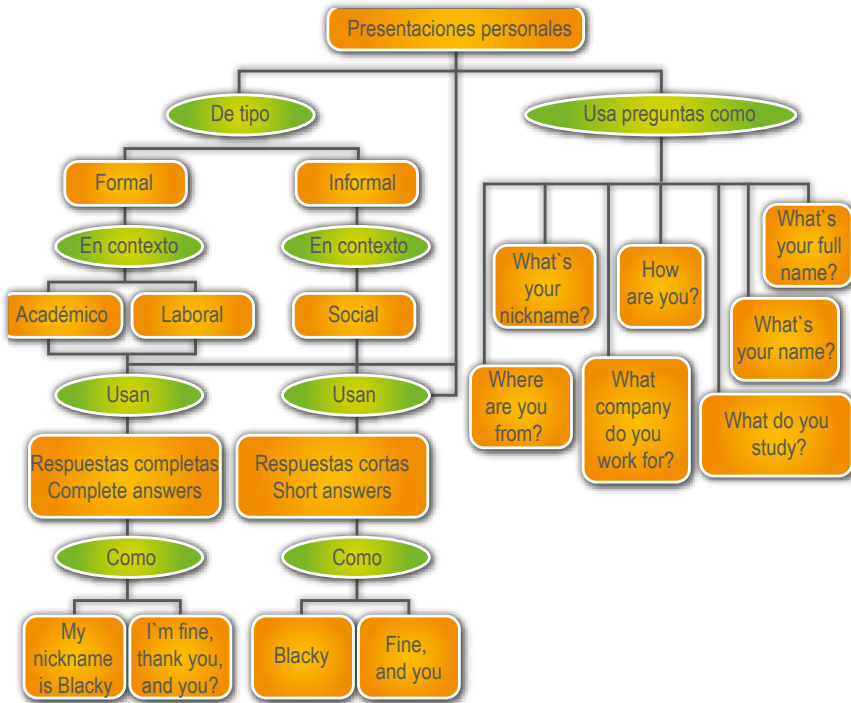 Presentaciones personales
De tipo
Usa preguntas como
Formal
Informal
En contexto
En contexto
Académico
Laboral
Social
Usan
Usan
Respuestas completas
Complete answers
Respuestas cortas
Short answers
Como
Como
My
nickname
is Blacky
I`m fine,
thank you,
and you?
Blacky
Fine,
and you
What`s
your
nickname?
How
are you?
What`s
your full
name?
What`s
your name?
Where
are you
from?
What
company
do you
work for?
What do you
study?